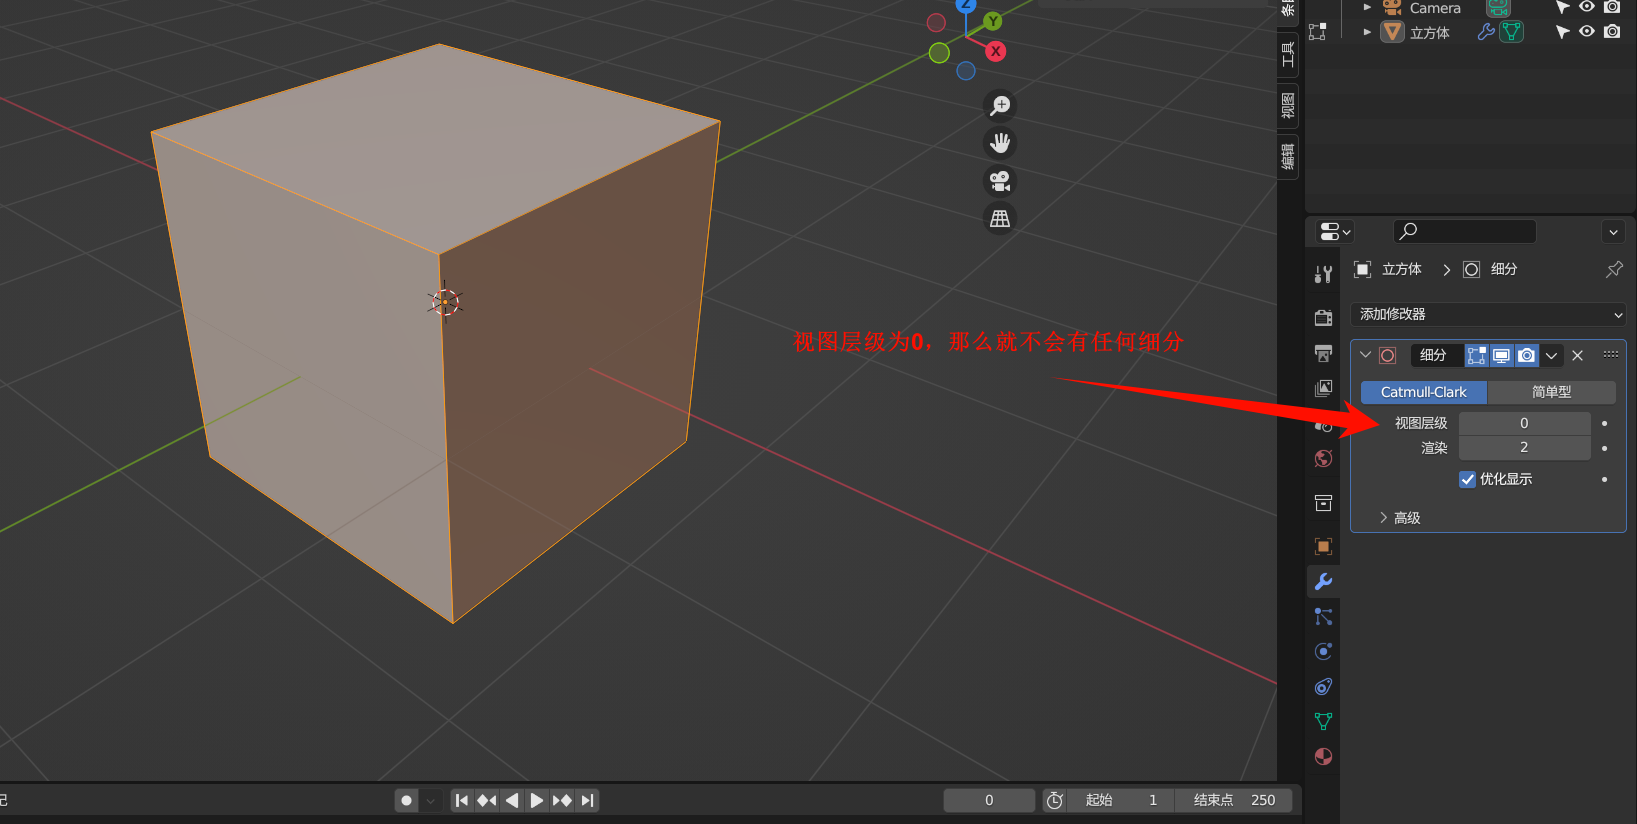 Z
Y
X
工具
视图
编辑
Camera
立方体
立方体
细分
添加修改器
细分
Catmull-Clark
简单型
视图层级
0
渲染
2
优化显示
高级
视图层级为0，那么就不会有任何细分
0
起始
1
结束点
250